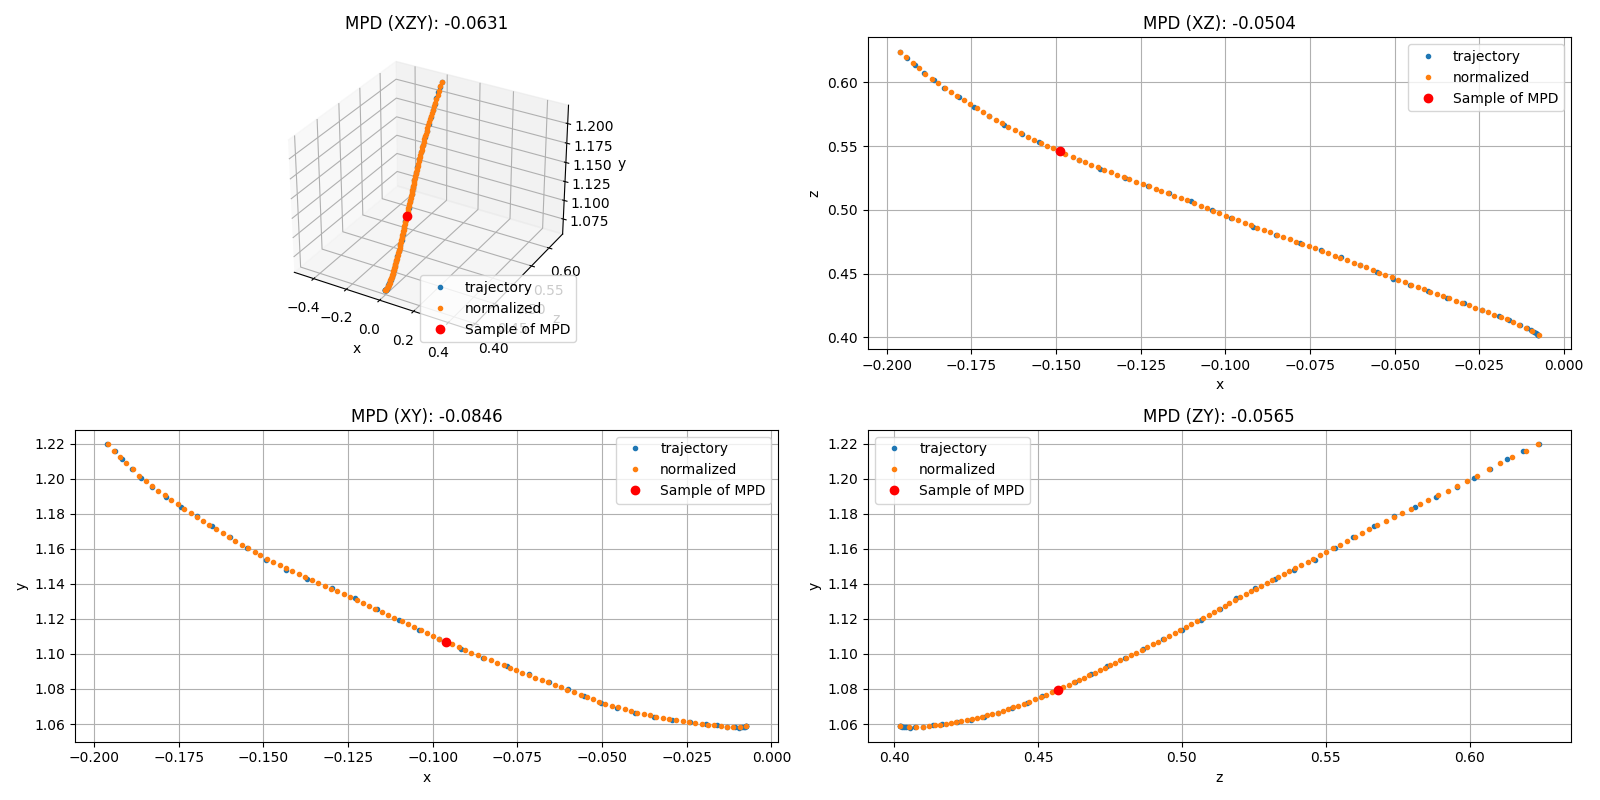 MPD (XZY): -0.0631
1.200
1.175
1.150
1.125
1.100
1.075
y
0.60
0.55
0.50
0.45
0.40
z
−0.4
−0.2
0.0
0.2
0.4
x
trajectory
normalized
Sample of MPD
MPD (XZ): -0.0504
trajectory
normalized
Sample of MPD
0.60
0.55
0.50
0.45
0.40
z
−0.200
−0.175
−0.150
−0.125
−0.100
−0.075
−0.050
−0.025
0.000
x
MPD (XY): -0.0846
trajectory
normalized
Sample of MPD
1.22
1.20
1.18
1.16
1.14
1.12
1.10
1.08
1.06
y
−0.200
−0.175
−0.150
−0.125
−0.100
−0.075
−0.050
−0.025
0.000
x
MPD (ZY): -0.0565
trajectory
normalized
Sample of MPD
1.22
1.20
1.18
1.16
1.14
1.12
1.10
1.08
1.06
y
0.40
0.45
0.50
0.55
0.60
z